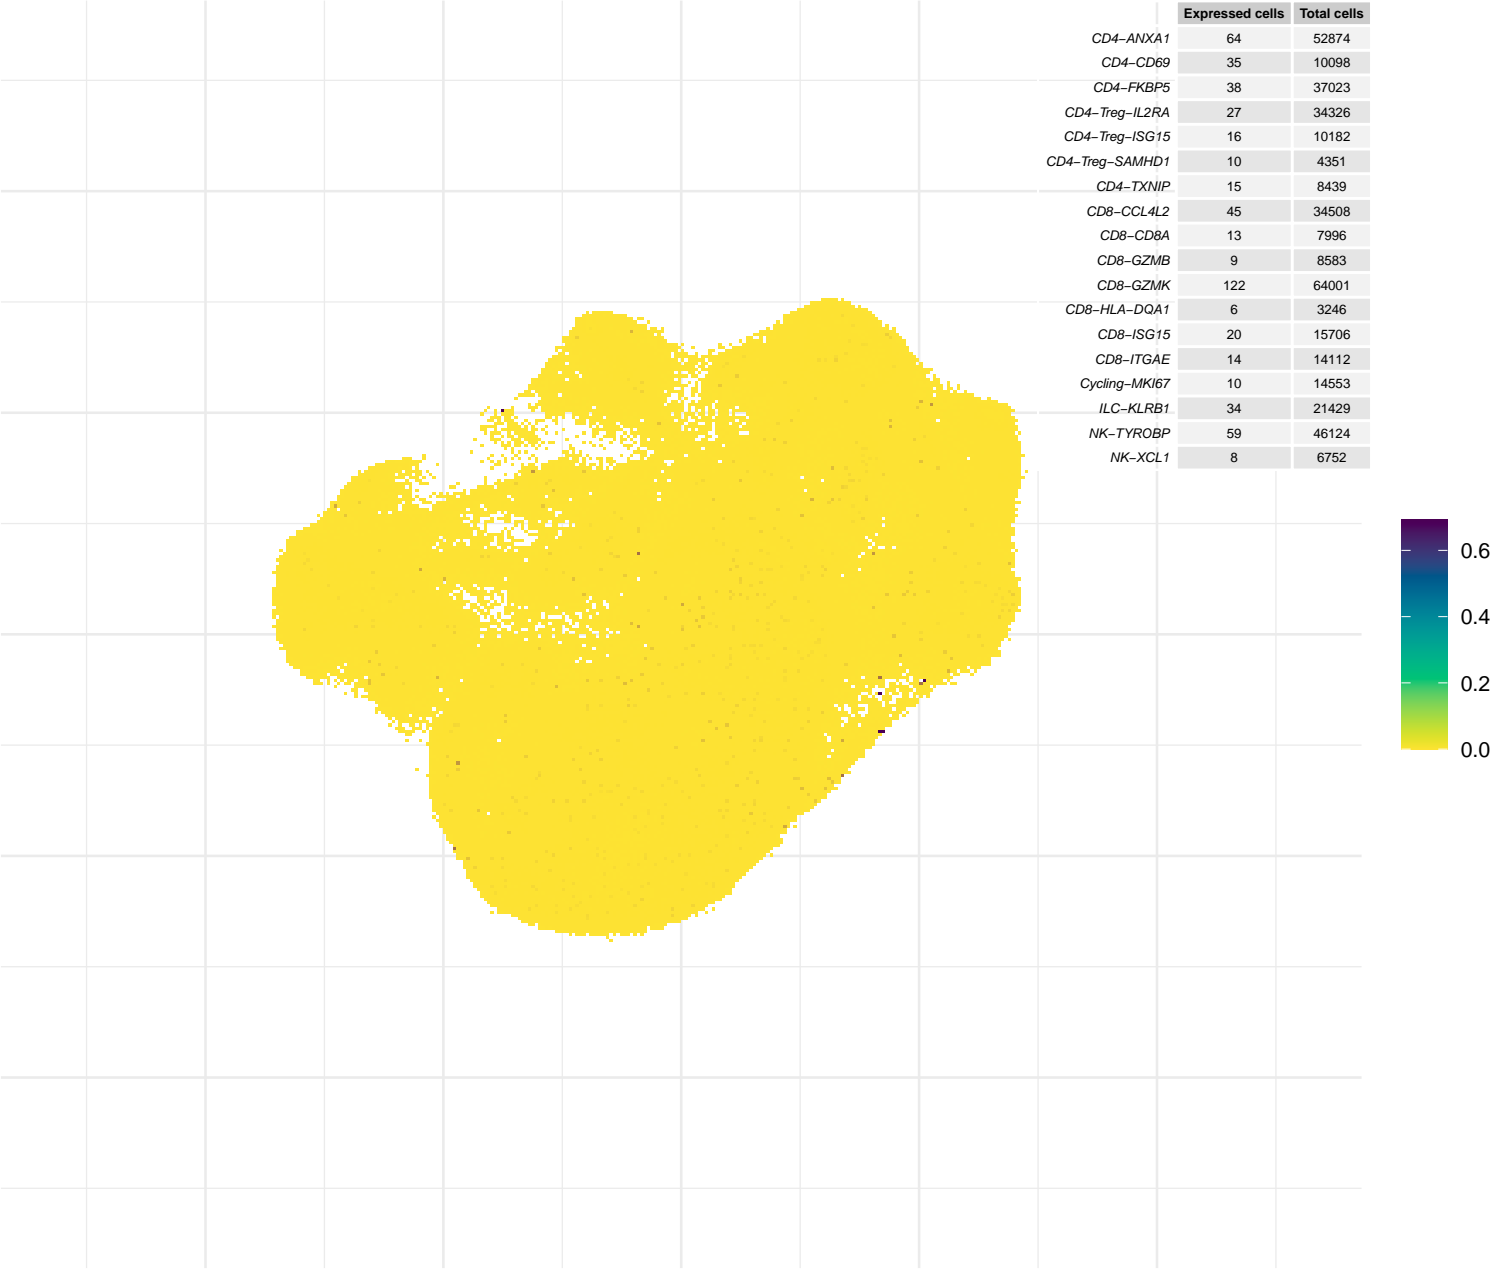 Expressed cells Total cells
CD4−ANXA1 64 52874
CD4−CD69 35 10098
CD4−FKBP5 38 37023
CD4−Treg−IL2RA 27 34326
CD4−Treg−ISG15 16 10182
CD4−Treg−SAMHD1 10 4351
CD4−TXNIP 15 8439
CD8−CCL4L2 45 34508
CD8−CD8A 13 7996
CD8−GZMB 9 8583
CD8−GZMK 122 64001
CD8−HLA−DQA1 6 3246
CD8−ISG15 20 15706
CD8−ITGAE 14 14112
Cycling−MKI67 10 14553
ILC−KLRB1 34 21429
NK−TYROBP 59 46124
NK−XCL1 8 6752
0.6
0.4
0.2
0.0